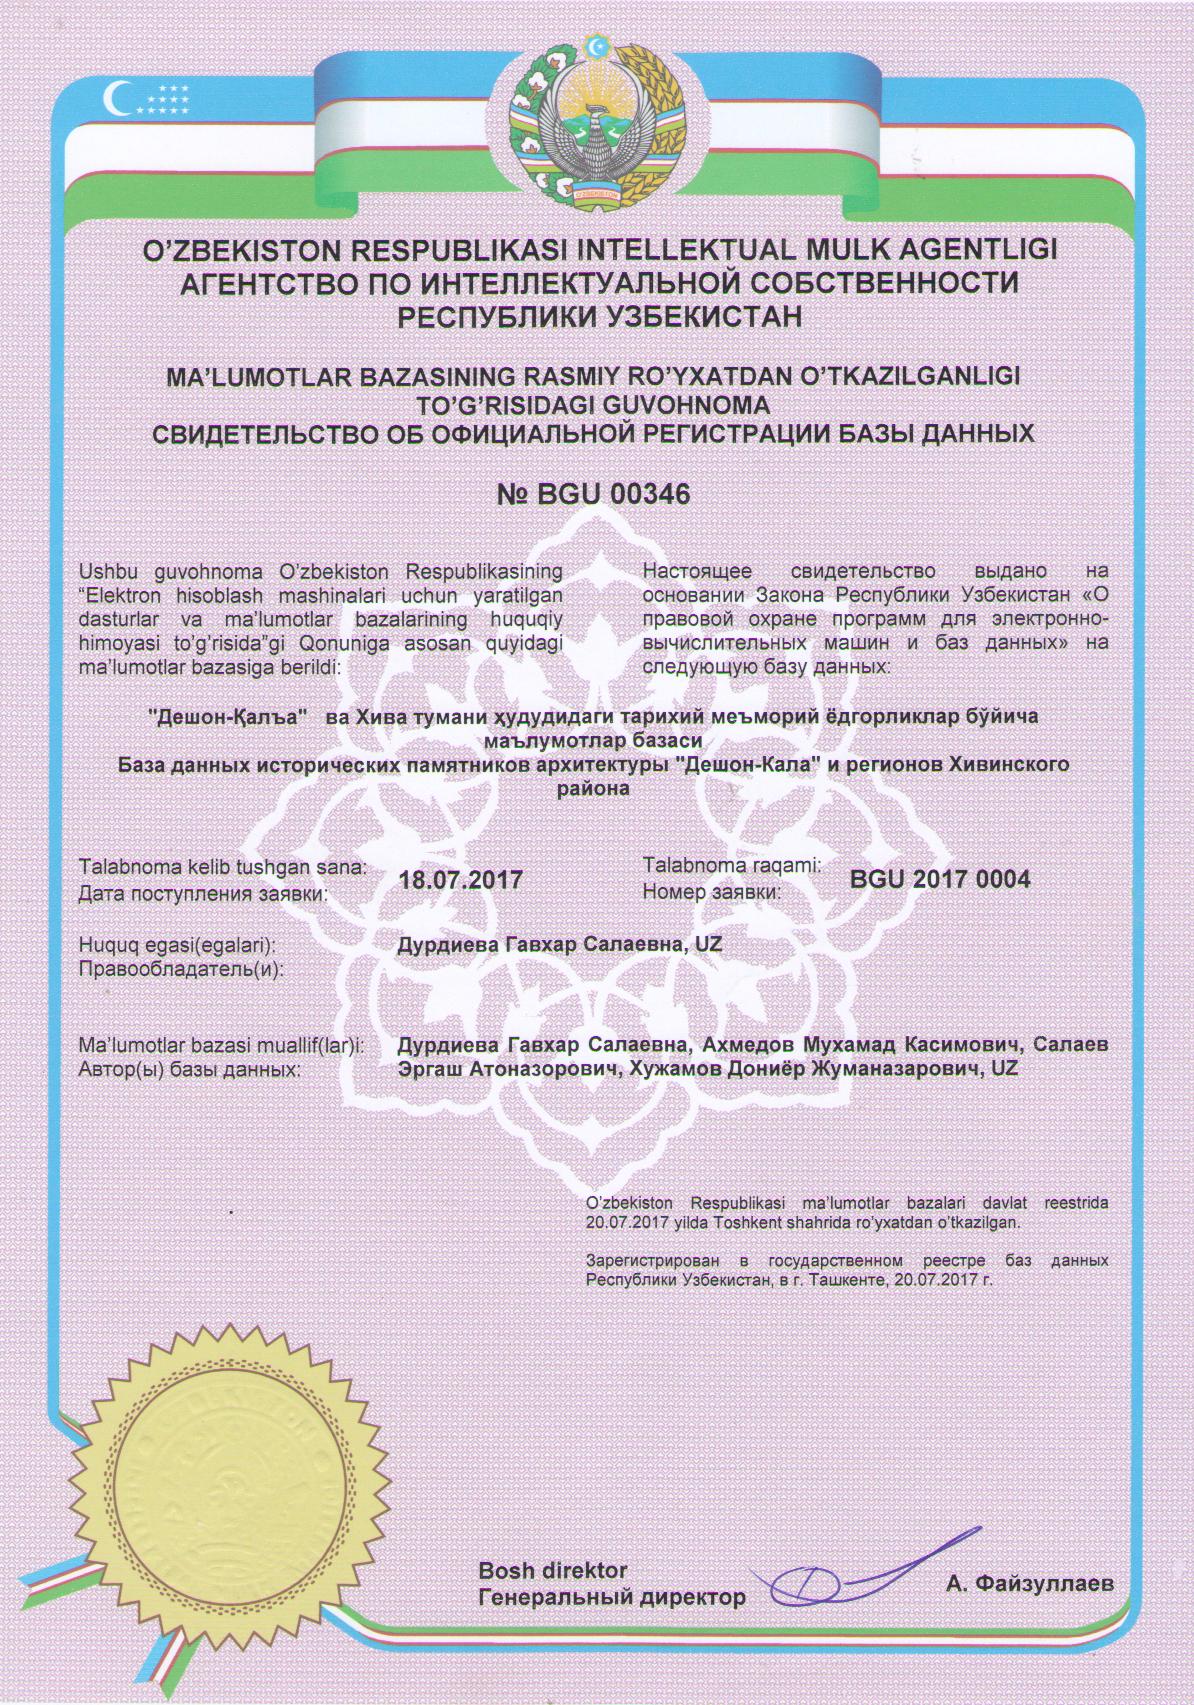 O'ZBEKISTON
O’ZBEKISTON RESPUBLIKASI INTELLEKTUAL MULK AGENTLIGI
АГЕНТСТВО ПО ИНТЕЛЛЕКТУАЛЬНОЙ СОБСТВЕННОСТИ
РЕСПУБЛИКИ УЗБЕКИСТАН
MA’LUMOTLAR BAZASINING RASMIY RO’YXATDAN O’TKAZILGANLIGI
TO’G’RISIDAGI GUVOHNOMA
СВИДЕТЕЛЬСТВО ОБ ОФИЦИАЛЬНОЙ РЕГИСТРАЦИИ БАЗЫ ДАННЫХ
№ BGU 00346
Ushbu guvohnoma O’zbekiston Respublikasining
“Elektron hisoblash mashinalari uchun yaratilgan
dasturlar va ma’lumotlar bazalarining huquqiy
himoyasi to’g’risida”gi Qonuniga asosan quyidagi
ma’lumotlar bazasiga berildi:
Настоящее свидетельство выдано на
основании Закона Республики Узбекистан «О
правовой охране программ для электронно-
вычислительных машин и баз данных» на
следующую базу данных:
"Дешон-Қалъа" ва Хива тумани ҳудудидаги тарихий меъморий ёдгорликлар бўйича
маълумотлар базаси
База данных исторических памятников архитектуры "Дешон-Кала" и регионов Хивинского
района
Talabnoma kelib tushgan sana:
Дата поступления заявки:
18.07.2017
Talabnoma raqami:
Номер заявки:
BGU 2017 0004
Huquq egasi(egalari):
Правообладатель(и):
Дурдиева Гавхар Салаевна, UZ
Ma’lumotlar bazasi muallif(lar)i:
Автор(ы) базы данных:
Дурдиева Гавхар Салаевна, Ахмедов Мухамад Касимович, Салаев
Эргаш Атоназорович, Хужамов Дониёр Жуманазарович, UZ
O’zbekiston Respublikasi ma’lumotlar bazalari davlat reestrida
20.07.2017 yilda Toshkent shahrida ro’yxatdan o’tkazilgan.
Зарегистрирован в государственном реестре баз данных
Республики Узбекистан, в г. Ташкенте, 20.07.2017 г.
Bosh direktor
Генеральный директор
А. Файзуллаев